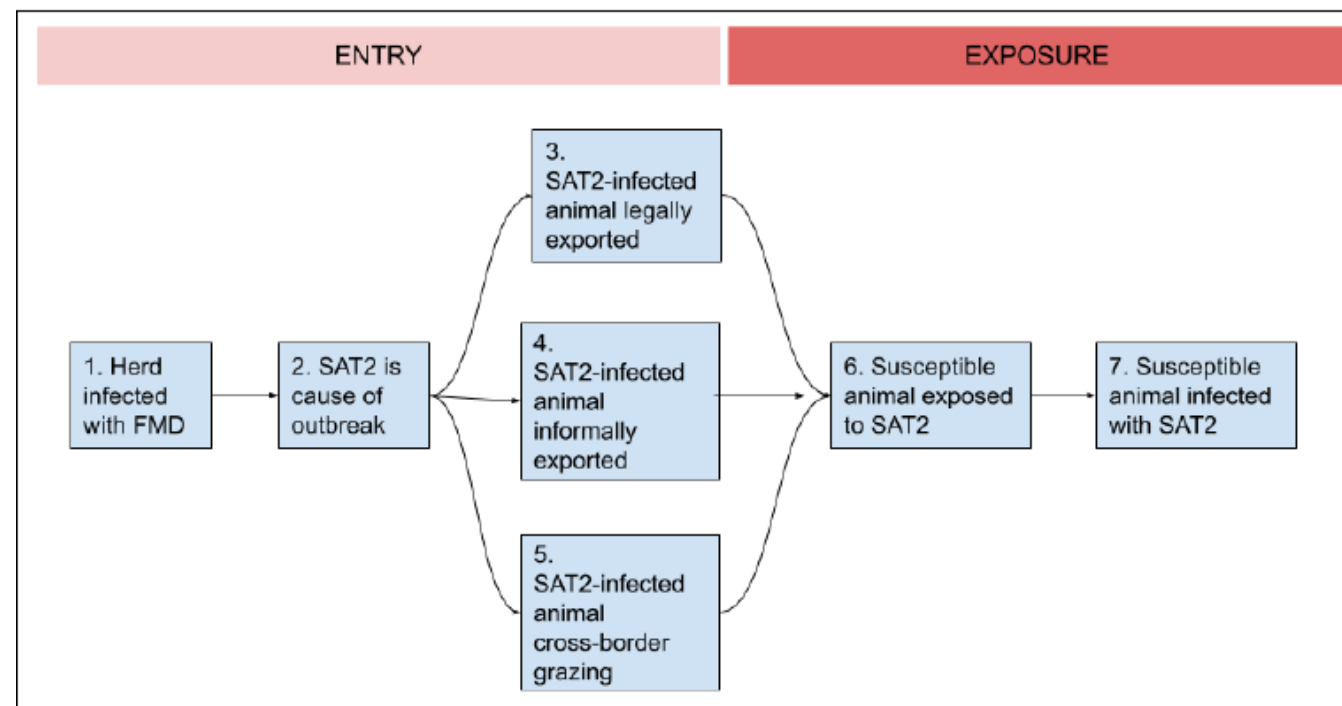 ENTRY
EXPOSURE
1. Herd
infected
with FMD
2. SAT2 is
cause of
outbreak
3.
SAT2-infected
animal legally
exported
4.
SAT2-infected
animal
informally
exported
5.
SAT2-infected
animal
cross-border
grazing
6. Susceptible
animal exposed
to SAT2
7. Susceptible
animal infected
with SAT2